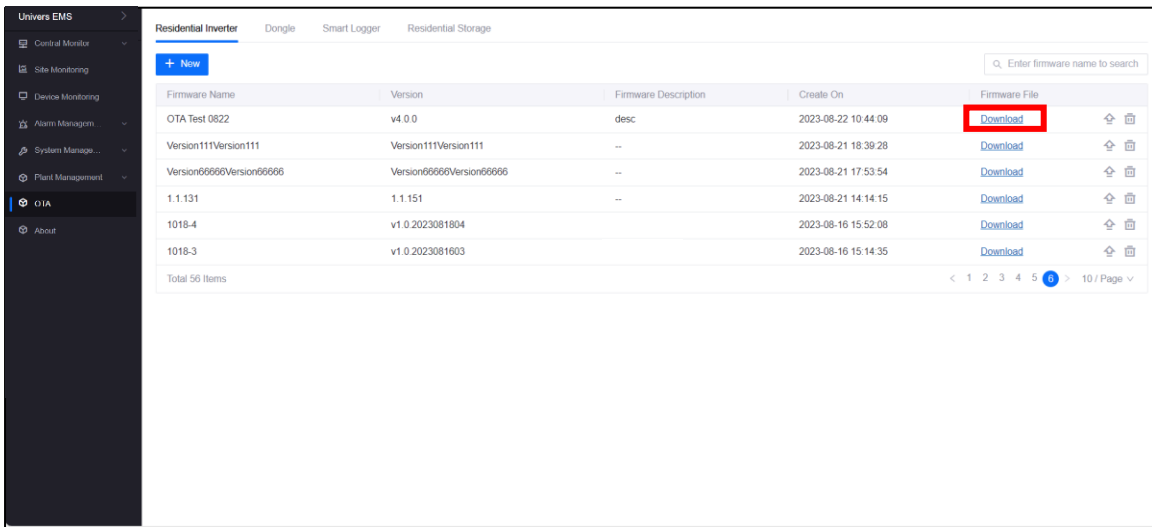 Univers EMS
Central Monitor
Site Monitoring
Device Monitoring
Alarm Managem...
System Manage...
Plant Management
OTA
About
Residential Inverter Dongle Smart Logger Residential Storage
+ New
Enter firmware name to search
Firmware Name Version Firmware Description Create On Firmware File
OTA Test 0822 v4.0.0 desc 2023-08-22 10:44:09 Download
Version111Version111 Version111Version111 -- 2023-08-21 18:39:28 Download
Version66666Version66666 Version66666Version66666 -- 2023-08-21 17:53:54 Download
1.1.131 1.1.151 -- 2023-08-21 14:14:15 Download
1018-4 v1.0.2023081804 2023-08-16 15:52:08 Download
1018-3 v1.0.2023081603 2023-08-16 15:14:35 Download
Total 56 Items < 1 2 3 4 5 6 > 10 / Page